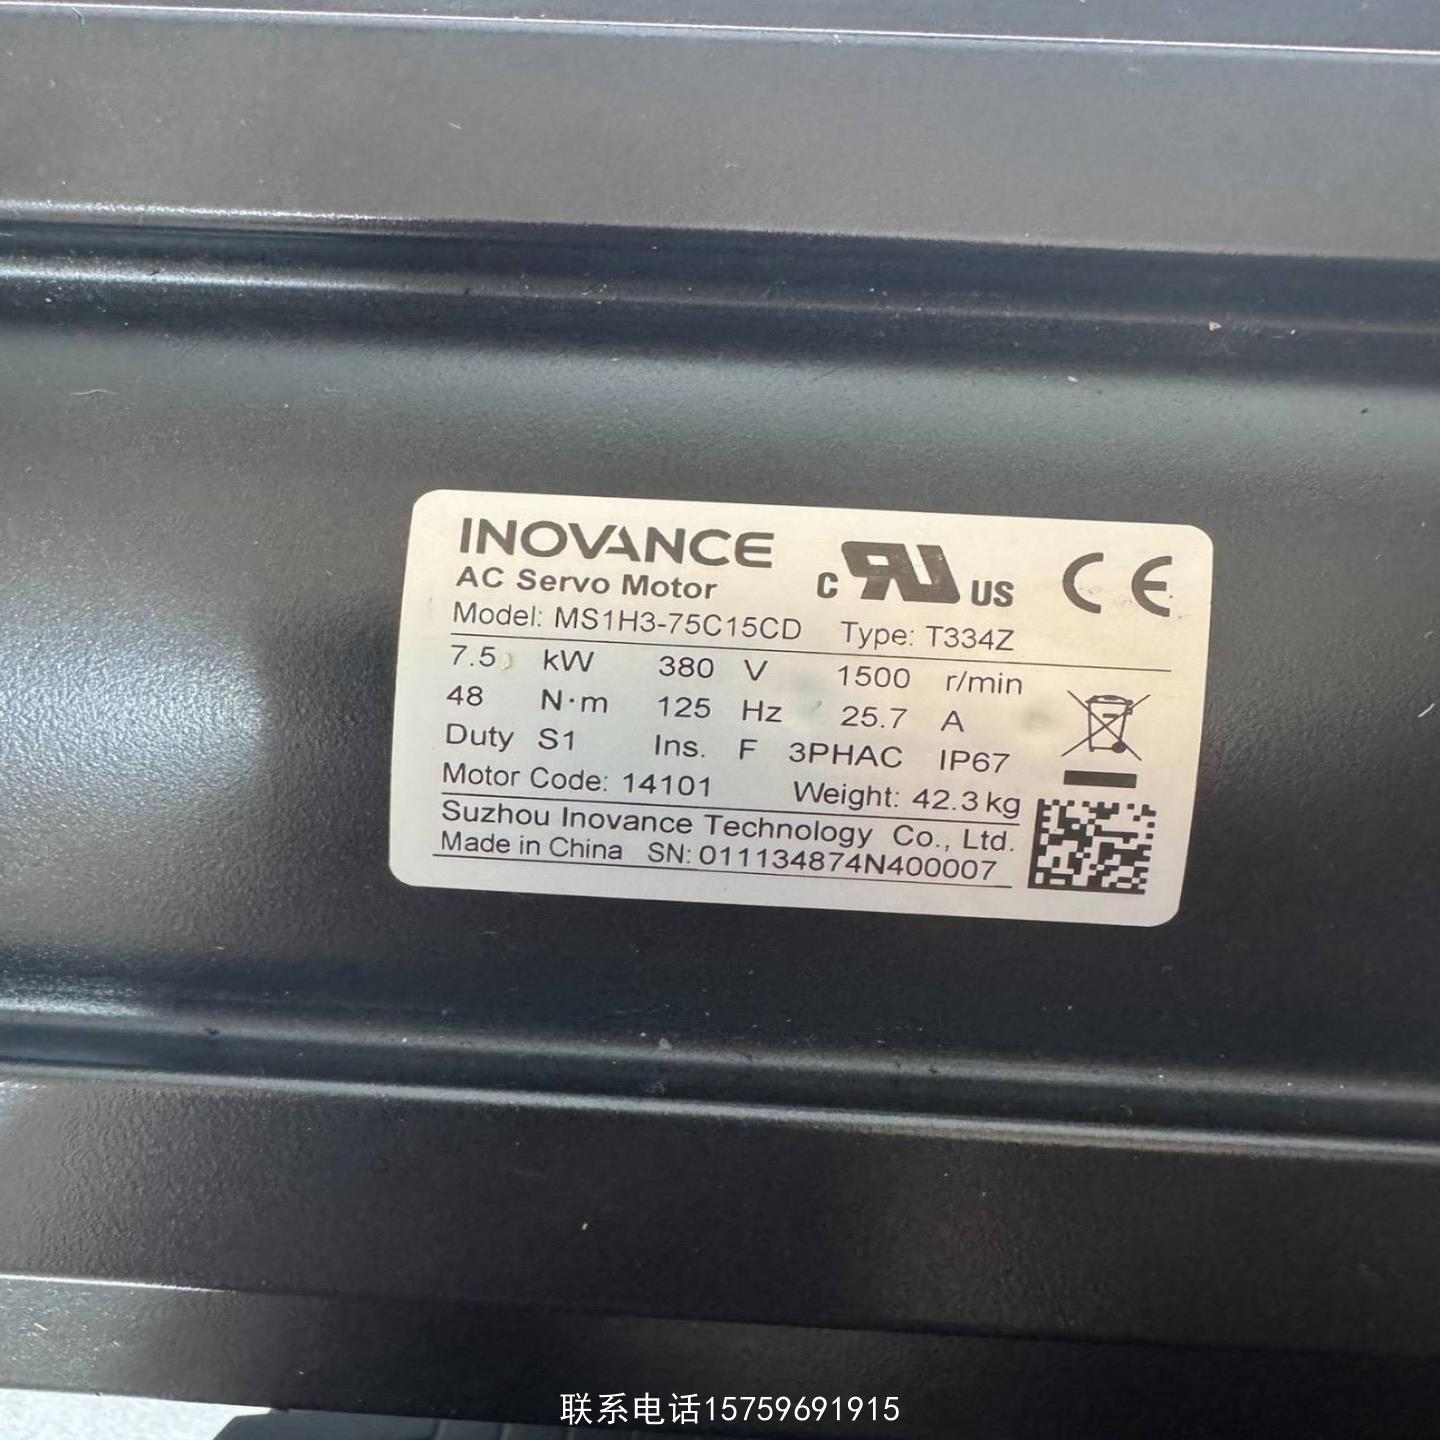 INOVANCE
AC Servo Motor
c RU US CE
Model: MS1H3-75C15CD Type: T334Z
7.5 kW 380 V 1500 r/min
48 N·m 125 Hz 25.7 A
Duty S1 Ins. F 3PHAC IP67
Motor Code: 14101 Weight: 42.3kg
Suzhou Inovance Technology Co., Ltd.
Made in China SN: 011134874N400007
联系电话15759691915